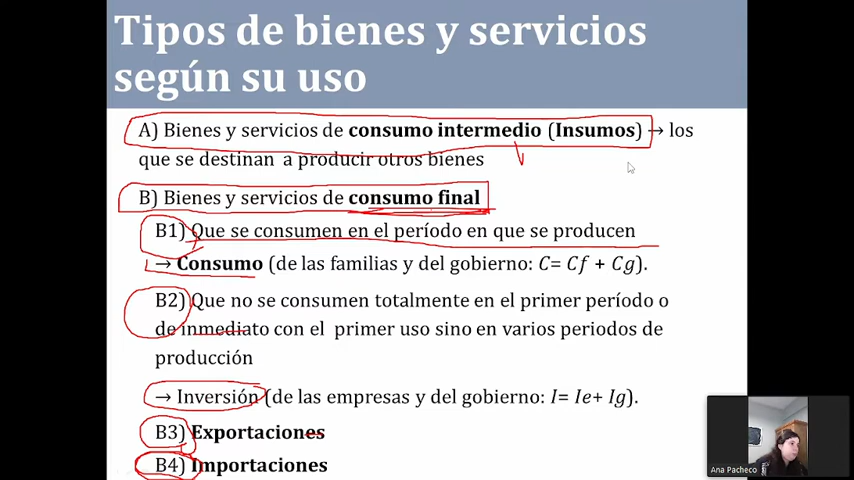 Tipos de bienes y servicios
según su uso
A) Bienes y servicios de consumo intermedio (Insumos) → los
que se destinan a producir otros bienes
B) Bienes y servicios de consumo final
B1) Que se consumen en el período en que se producen
→ Consumo (de las familias y del gobierno: C= Cf + Cg).
B2) Que no se consumen totalmente en el primer período o
de inmediato con el primer uso sino en varios periodos de
producción
→ Inversión (de las empresas y del gobierno: I= Ie+ Ig).
B3) Exportaciones
B4) Importaciones
Ana Pacheco